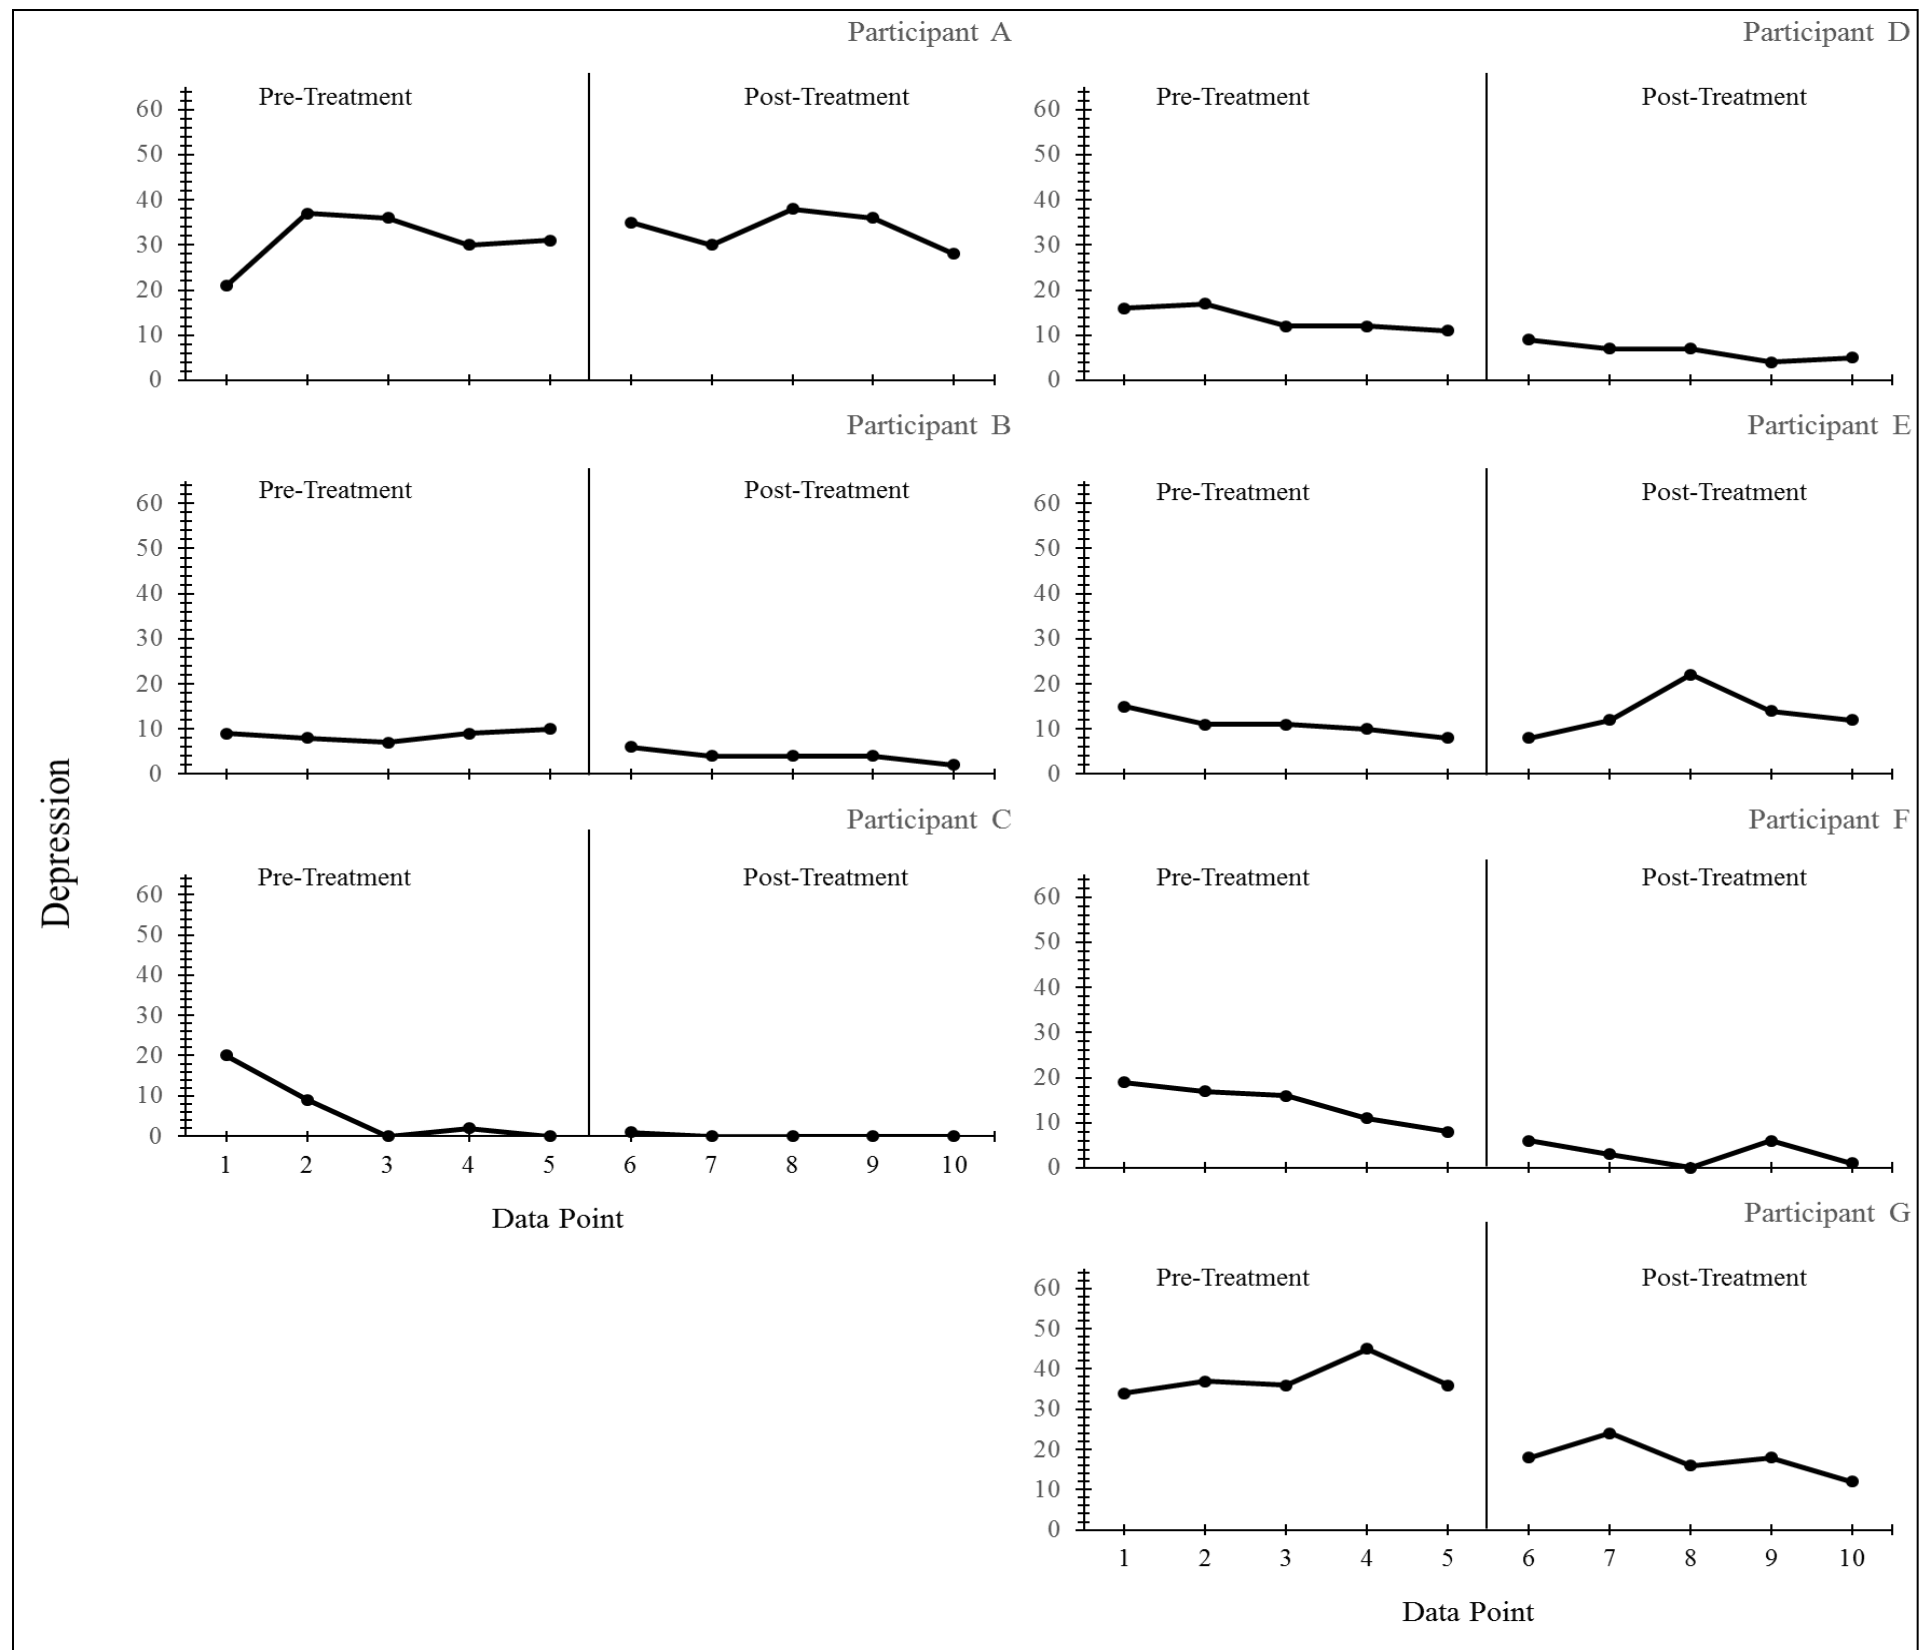 Participant A
Pre-Treatment Post-Treatment
60
50
40
30
20
10
0
Participant D
Pre-Treatment Post-Treatment
60
50
40
30
20
10
0
Participant B
Pre-Treatment Post-Treatment
60
50
40
30
20
10
0
Participant E
Pre-Treatment Post-Treatment
60
50
40
30
20
10
0
Depression
Participant C
Pre-Treatment Post-Treatment
60
50
40
30
20
10
0
1 2 3 4 5 6 7 8 9 10
Data Point
Participant F
Pre-Treatment Post-Treatment
60
50
40
30
20
10
0
Participant G
Pre-Treatment Post-Treatment
60
50
40
30
20
10
0
1 2 3 4 5 6 7 8 9 10
Data Point